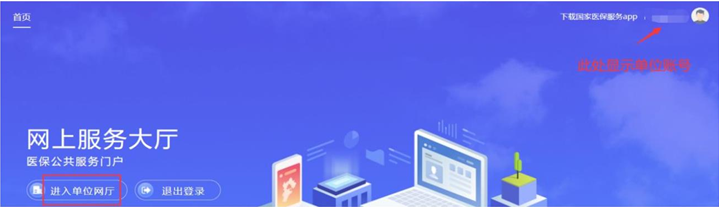 首页
下载国家医保服务app
此处显示单位账号
网上服务大厅
医保公共服务门户
进入单位网厅
退出登录